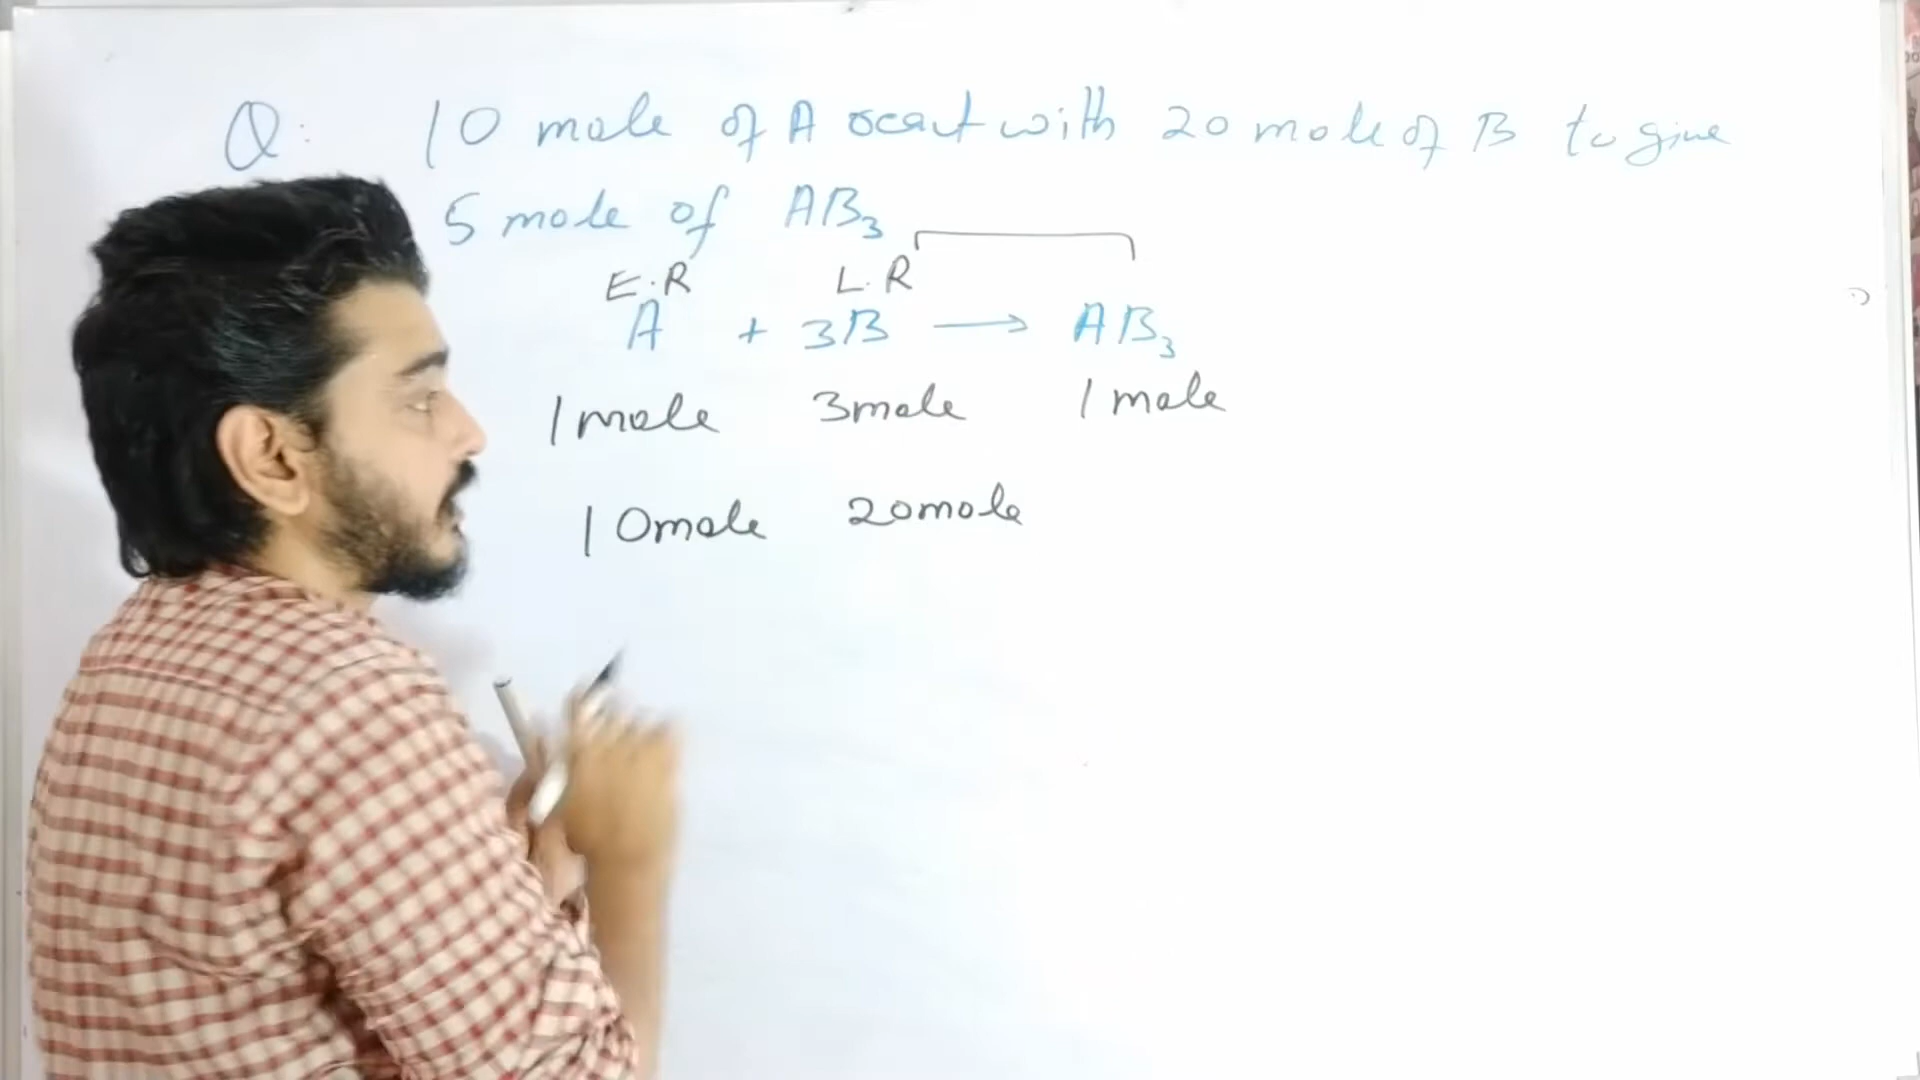 Q: 10 mole of A react with 20 mole of B to give
5 mole of AB₃
E.R L.R
A + 3B → AB₃
1 mole 3 mole 1 mole
10 mole 20 mole